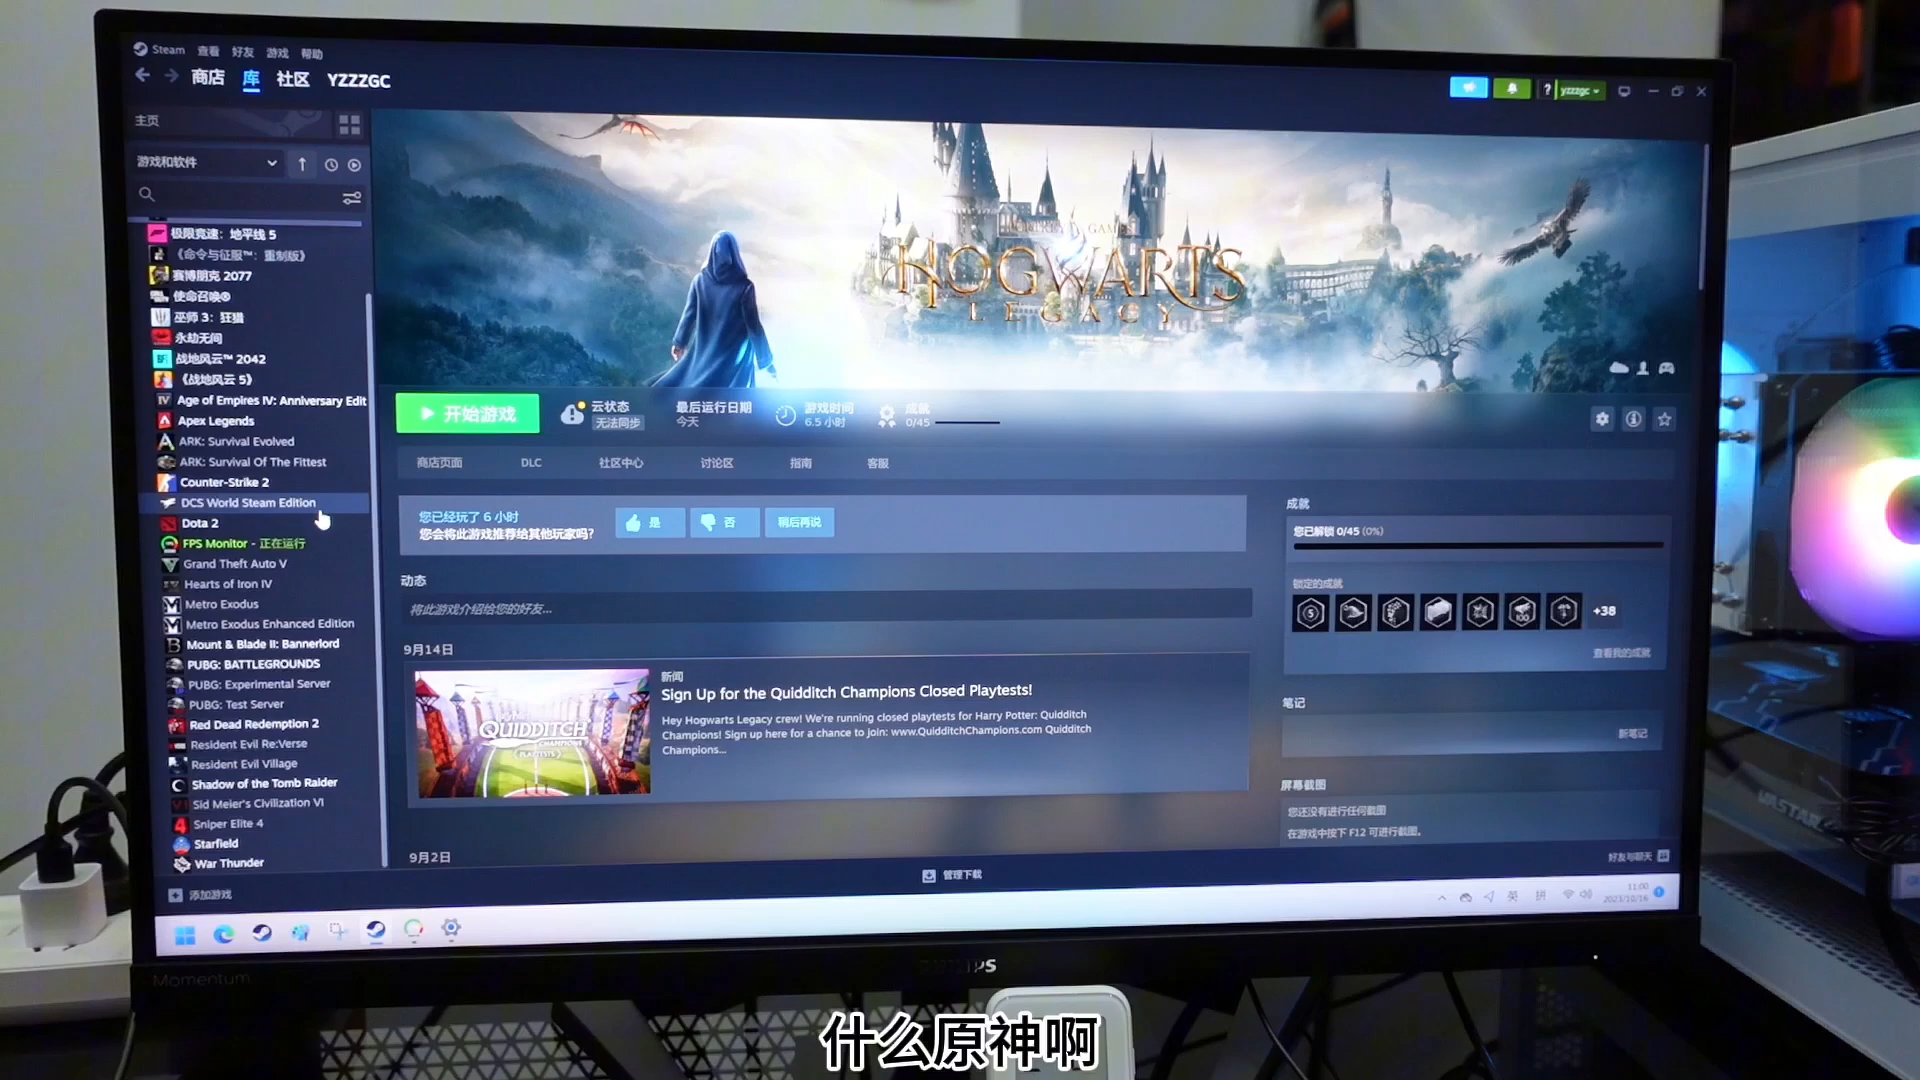 Steam 查看 好友 游戏 帮助
商店 库 社区 YZZZGC
? yzzzgc
主页
游戏和软件
极限竞速：地平线 5
《命令与征服™：重制版》
赛博朋克 2077
使命召唤®
巫师 3：狂猎
永劫无间
战地风云™ 2042
《战地风云 5》
Age of Empires IV: Anniversary Edit
Apex Legends
ARK: Survival Evolved
ARK: Survival Of The Fittest
Counter-Strike 2
DCS World Steam Edition
Dota 2
FPS Monitor - 正在运行
Grand Theft Auto V
Hearts of Iron IV
Metro Exodus
Metro Exodus Enhanced Edition
Mount & Blade II: Bannerlord
PUBG: BATTLEGROUNDS
PUBG: Experimental Server
PUBG: Test Server
Red Dead Redemption 2
Resident Evil Re:Verse
Resident Evil Village
Shadow of the Tomb Raider
Sid Meier's Civilization VI
Sniper Elite 4
Starfield
War Thunder
添加游戏
HOGWARTS
LEGACY
开始游戏
云状态
无法同步
最后运行日期
今天
游戏时间
6.5 小时
成就
0/45
商店页面 DLC 社区中心 讨论区 指南 客服
您已经玩了 6 小时
您会将此游戏推荐给其他玩家吗？
是 否 稍后再说
动态
将此游戏介绍给您的好友...
9月14日
QUIDDITCH
CHAMPIONS
新闻
Sign Up for the Quidditch Champions Closed Playtests!
Hey Hogwarts Legacy crew! We're running closed playtests for Harry Potter: Quidditch
Champions! Sign up here for a chance to join: www.QuidditchChampions.com Quidditch
Champions...
9月2日
成就
您已解锁 0/45 (0%)
锁定的成就
+38
查看我的成就
笔记
新笔记
屏幕截图
您还没有进行任何截图
在游戏中按下 F12 可进行截图。
管理下载
好友与聊天
英 拼
11:00
2023/10/16
Momentum
PHILIPS
什么原神啊